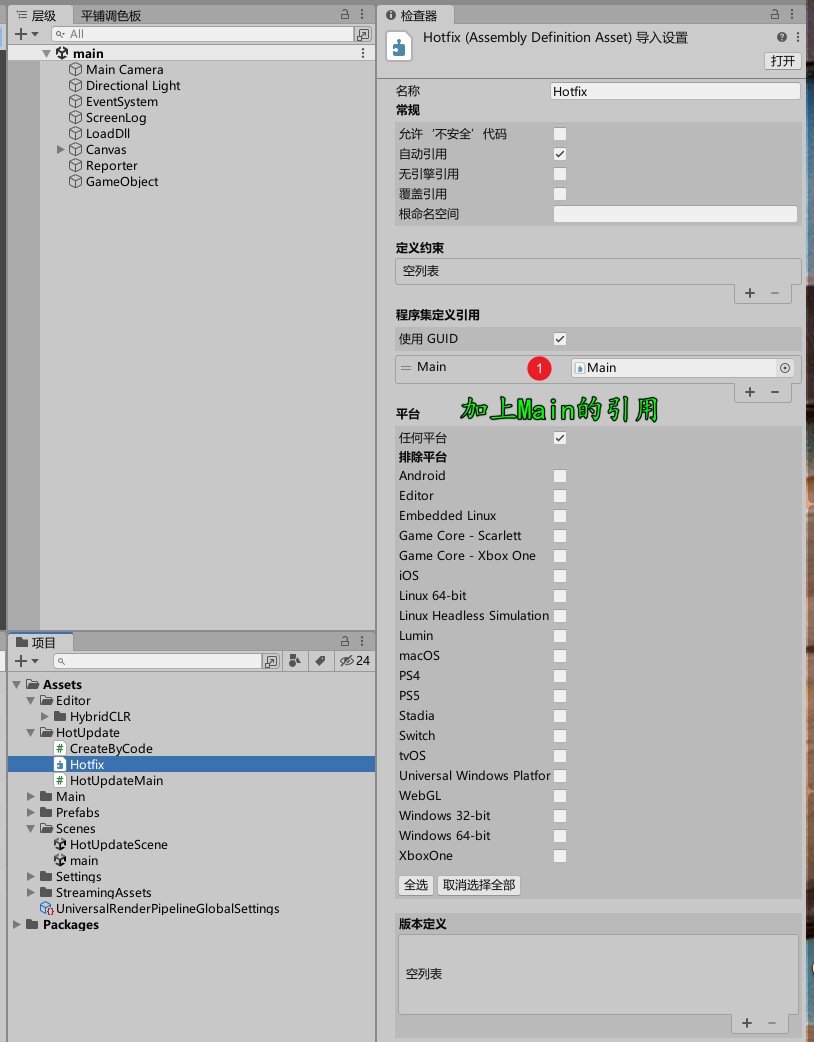 层级
平铺调色板
All
main
Main Camera
Directional Light
EventSystem
ScreenLog
LoadDll
Canvas
Reporter
GameObject
项目
24
Assets
Editor
HybridCLR
HotUpdate
CreateByCode
Hotfix
HotUpdateMain
Main
Prefabs
Scenes
HotUpdateScene
main
Settings
StreamingAssets
UniversalRenderPipelineGlobalSettings
Packages
检查器
Hotfix (Assembly Definition Asset) 导入设置
打开
名称 Hotfix
常规
允许‘不安全’代码
自动引用
无引擎引用
覆盖引用
根命名空间
定义约束
空列表
程序集定义引用
使用 GUID
Main 1 Main
加上Main的引用
平台
任何平台
排除平台
Android
Editor
Embedded Linux
Game Core - Scarlett
Game Core - Xbox One
iOS
Linux 64-bit
Linux Headless Simulation
Lumin
macOS
PS4
PS5
Stadia
Switch
tvOS
Universal Windows Platfor
WebGL
Windows 32-bit
Windows 64-bit
XboxOne
全选 取消选择全部
版本定义
空列表